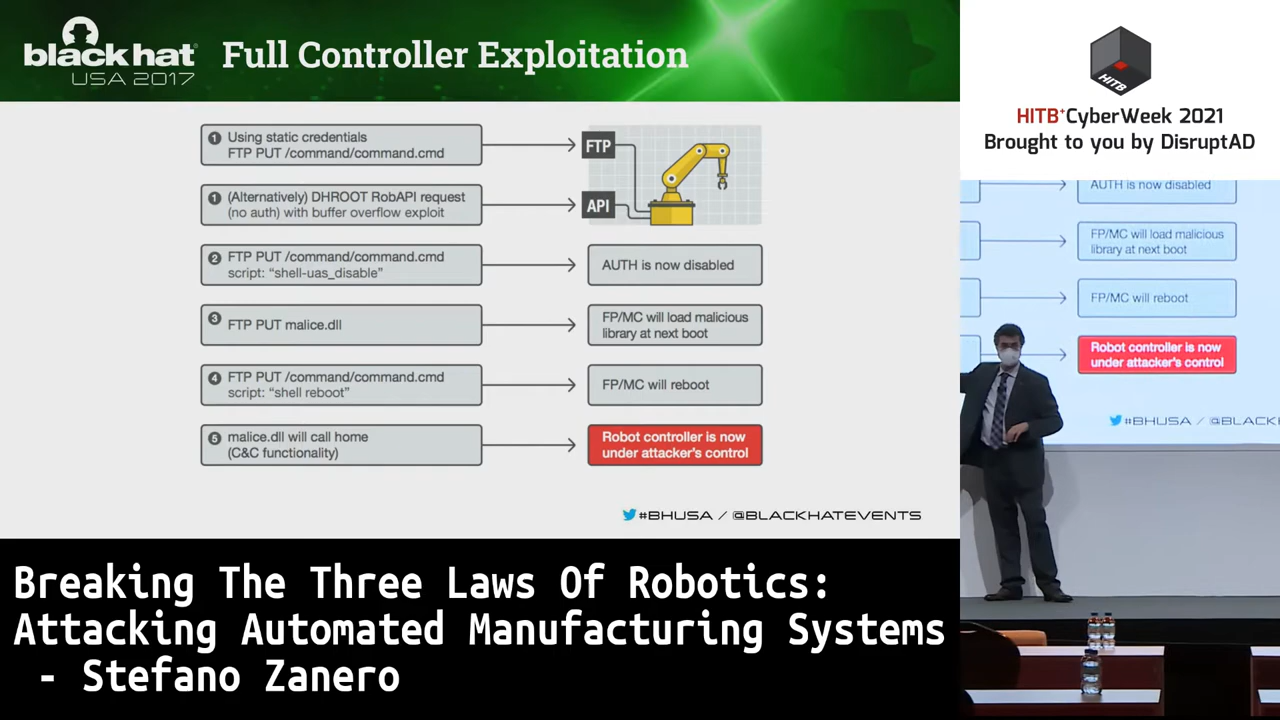 black hat
USA 2017
Full Controller Exploitation
1 Using static credentials
FTP PUT /command/command.cmd
FTP
1 (Alternatively) DHROOT RobAPI request
(no auth) with buffer overflow exploit
API
2 FTP PUT /command/command.cmd
script: “shell-uas_disable”
AUTH is now disabled
3 FTP PUT malice.dll
FP/MC will load malicious
library at next boot
4 FTP PUT /command/command.cmd
script: “shell reboot”
FP/MC will reboot
5 malice.dll will call home
(C&C functionality)
Robot controller is now
under attacker's control
#BHUSA / @BLACKHATEVENTS
HITB
HITB+CyberWeek 2021
Brought to you by DisruptAD
AUTH is now disabled
FP/MC will load malicious
library at next boot
FP/MC will reboot
Robot controller is now
under attacker's control
#BHUSA / @BLACKH
Breaking The Three Laws Of Robotics:
Attacking Automated Manufacturing Systems
- Stefano Zanero